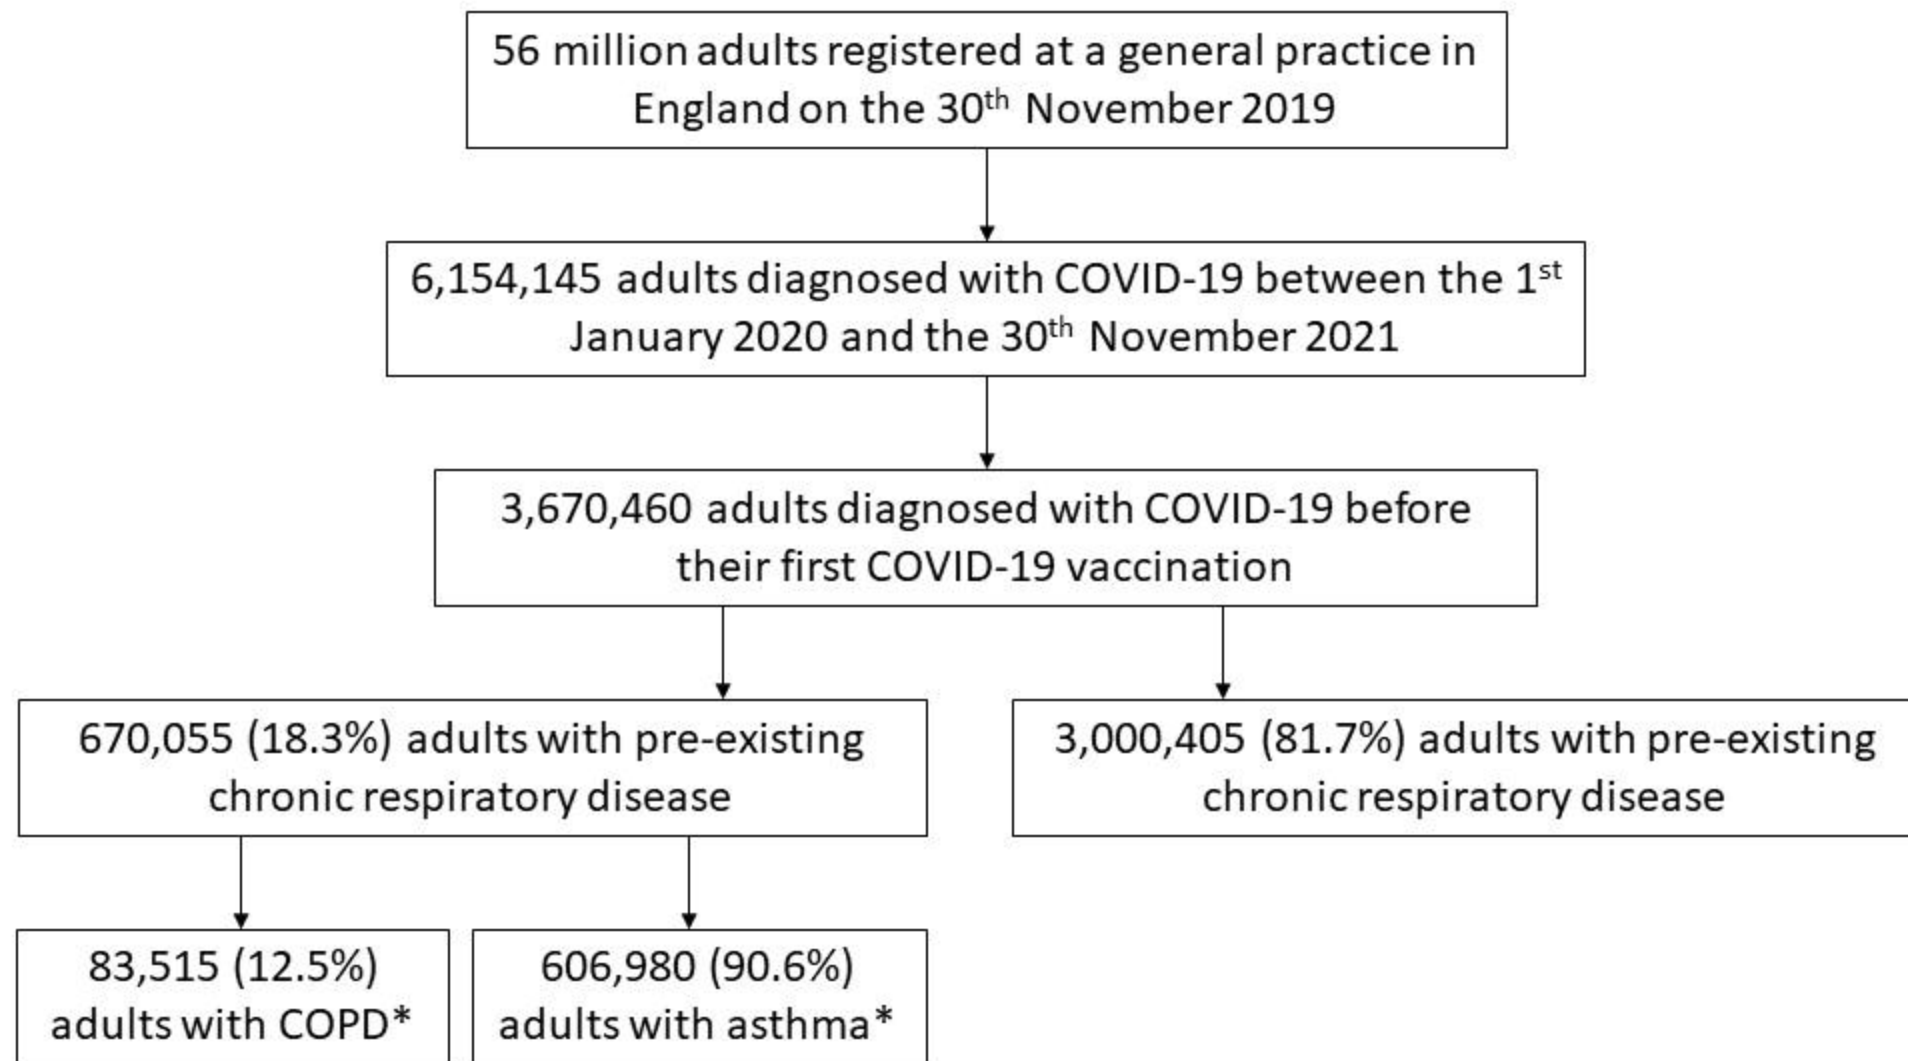 56 million adults registered at a general practice in
England on the 30th November 2019
6,154,145 adults diagnosed with COVID-19 between the 1st
January 2020 and the 30th November 2021
3,670,460 adults diagnosed with COVID-19 before
their first COVID-19 vaccination
670,055 (18.3%) adults with pre-existing
chronic respiratory disease
3,000,405 (81.7%) adults with pre-existing
chronic respiratory disease
83,515 (12.5%)
adults with COPD*
606,980 (90.6%)
adults with asthma*